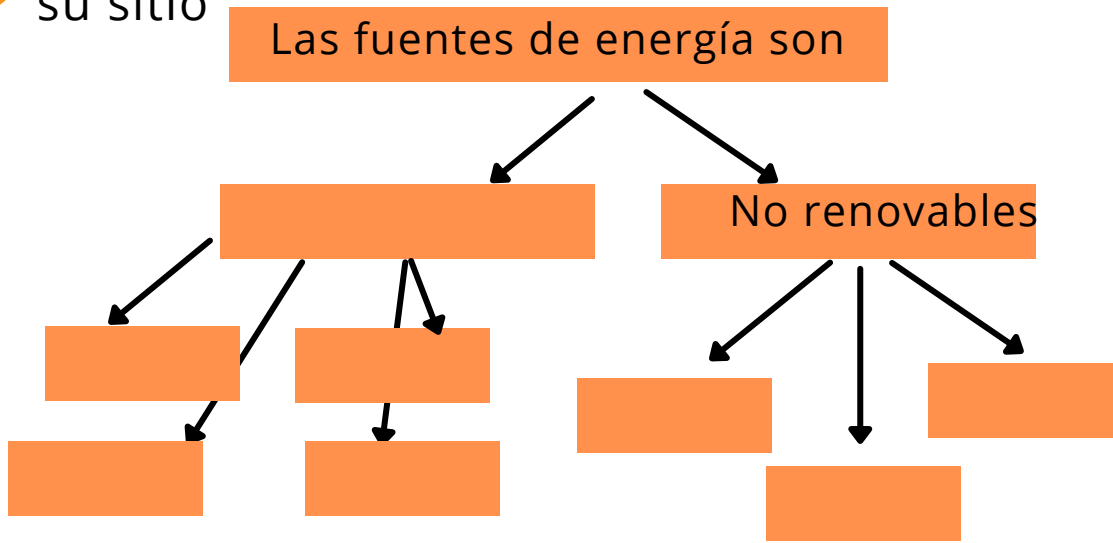 su sitio
Las fuentes de energía son
No renovables